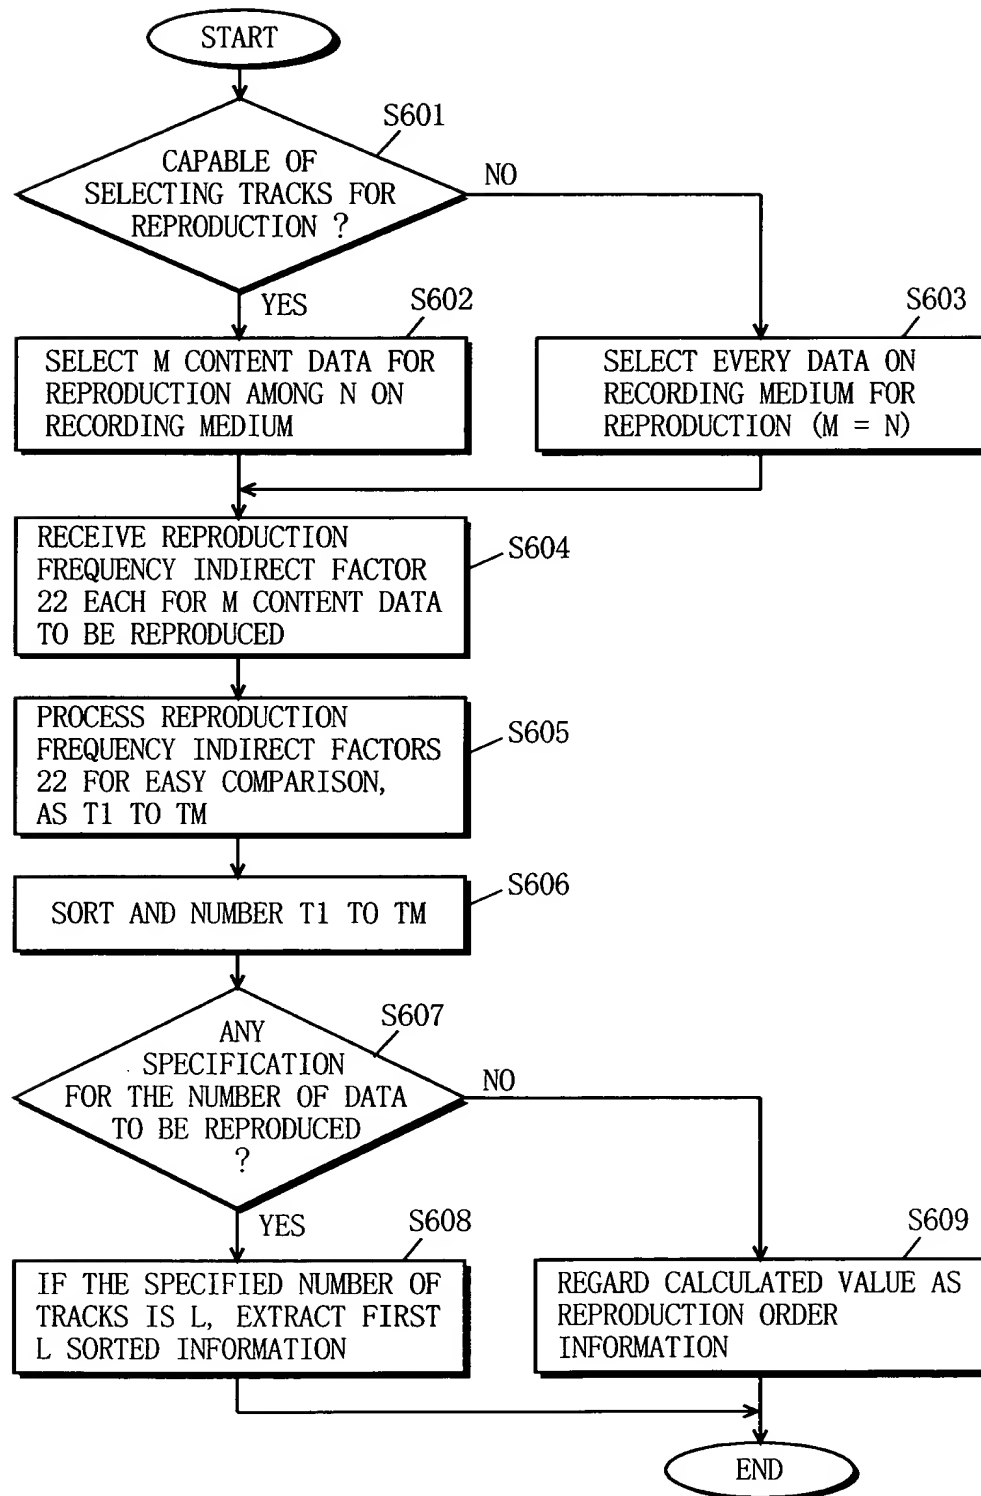 START
S601
CAPABLE OF
SELECTING TRACKS FOR
REPRODUCTION ?
NO
YES
S602
SELECT M CONTENT DATA FOR
REPRODUCTION AMONG N ON
RECORDING MEDIUM
S603
SELECT EVERY DATA ON
RECORDING MEDIUM FOR
REPRODUCTION (M = N)
RECEIVE REPRODUCTION
FREQUENCY INDIRECT FACTOR
22 EACH FOR M CONTENT DATA
TO BE REPRODUCED
S604
PROCESS REPRODUCTION
FREQUENCY INDIRECT FACTORS
22 FOR EASY COMPARISON,
AS T1 TO TM
S605
SORT AND NUMBER T1 TO TM
S606
S607
ANY
SPECIFICATION
FOR THE NUMBER OF DATA
TO BE REPRODUCED
?
NO
YES
S608
IF THE SPECIFIED NUMBER OF
TRACKS IS L, EXTRACT FIRST
L SORTED INFORMATION
S609
REGARD CALCULATED VALUE AS
REPRODUCTION ORDER
INFORMATION
END